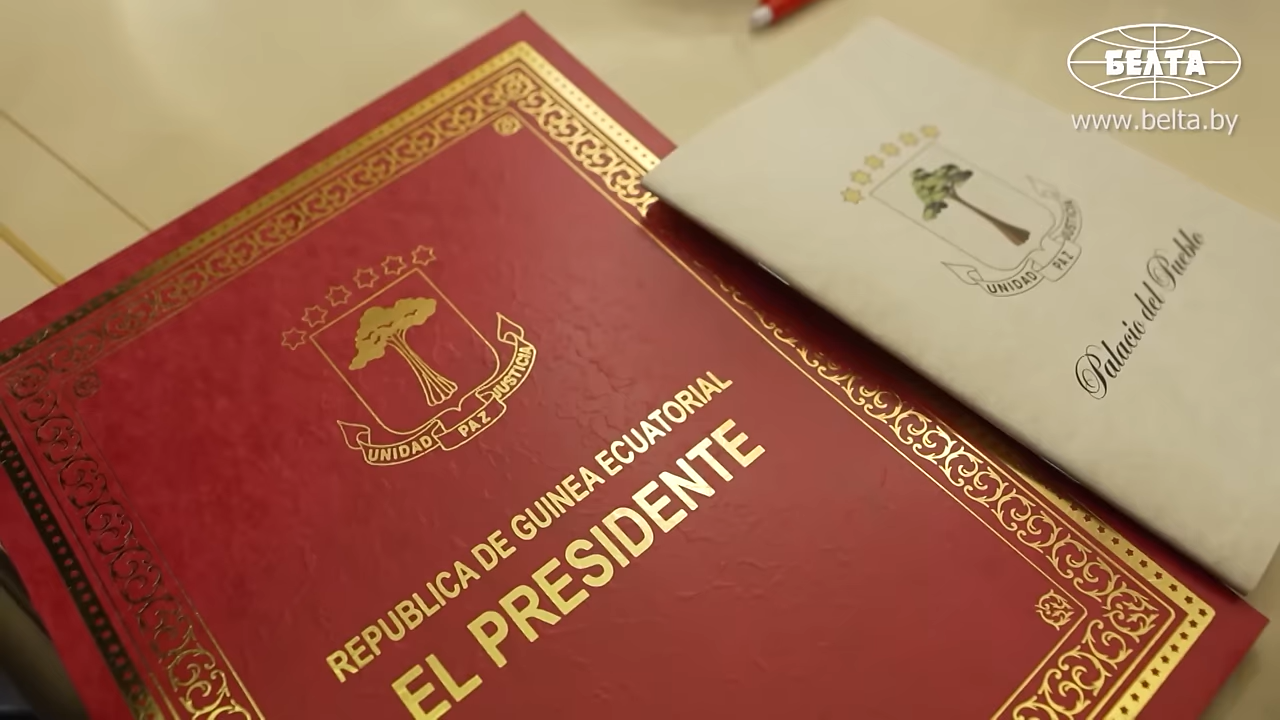 БЕЛТА
www.belta.by
UNIDAD PAZ JUSTICIA
Palacio del Pueblo
UNIDAD PAZ JUSTICIA
REPUBLICA DE GUINEA ECUATORIAL
EL PRESIDENTE